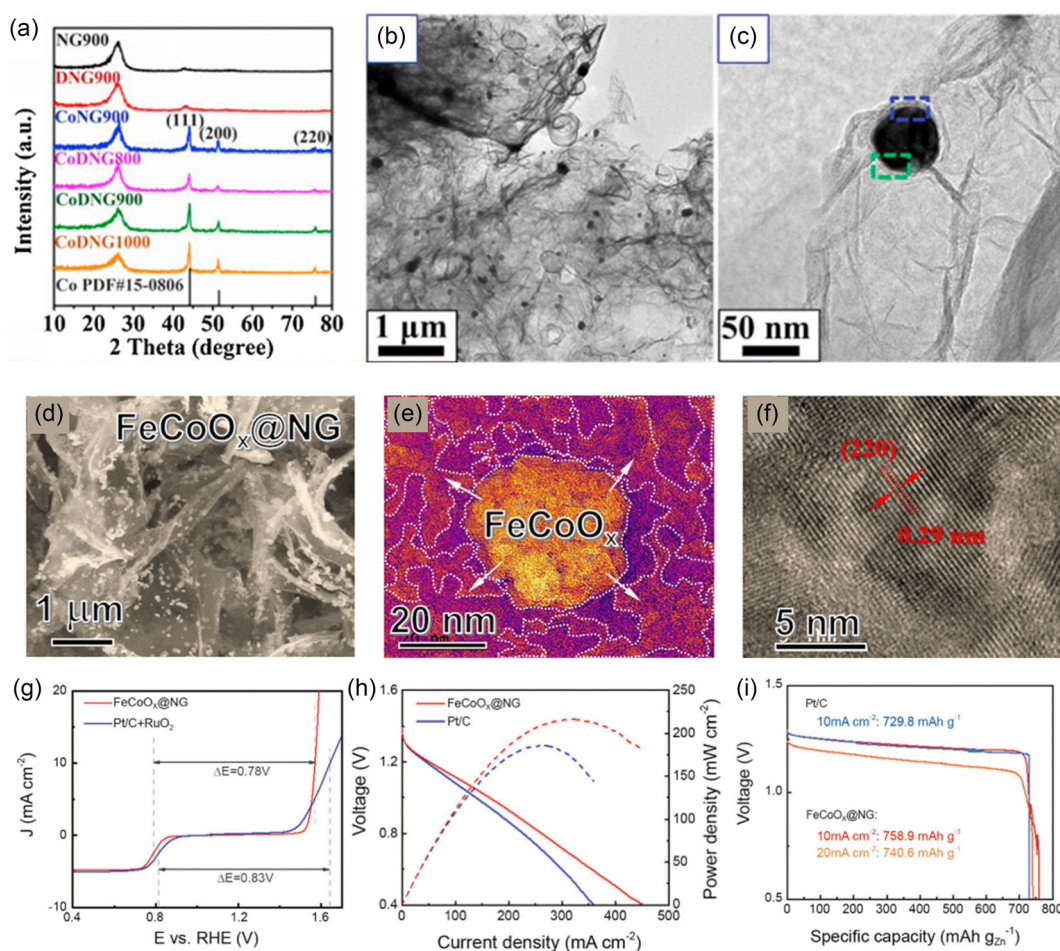 (a)
NG900
DNG900
CoNG900
(111)
(200)
(220)
CoDNG800
CoDNG900
CoDNG1000
Co PDF#15-0806
10 20 30 40 50 60 70 80
2 Theta (degree)
Intensity (a.u.)
(b)
1 μm
(c)
50 nm
(d)
FeCoOₓ@NG
1 μm
(e)
FeCoOₓ
20 nm
(f)
(220)
0.29 nm
5 nm
(g)
20
10
0
-10
J (mA cm⁻²)
FeCoOₓ@NG
Pt/C+RuO₂
ΔE=0.78V
ΔE=0.83V
0.4 0.8 1.2 1.6
E vs. RHE (V)
(h)
1.6
1.2
0.8
0.4
Voltage (V)
FeCoOₓ@NG
Pt/C
250
200
150
100
50
0
Power density (mW cm⁻²)
0 100 200 300 400 500
Current density (mA cm⁻²)
(i)
1.5
1.0
0.5
Voltage (V)
Pt/C
10mA cm⁻²: 729.8 mAh g⁻¹
FeCoOₓ@NG:
10mA cm⁻²: 758.9 mAh g⁻¹
20mA cm⁻²: 740.6 mAh g⁻¹
0 100 200 300 400 500 600 700 800
Specific capacity (mAh gZn⁻¹)